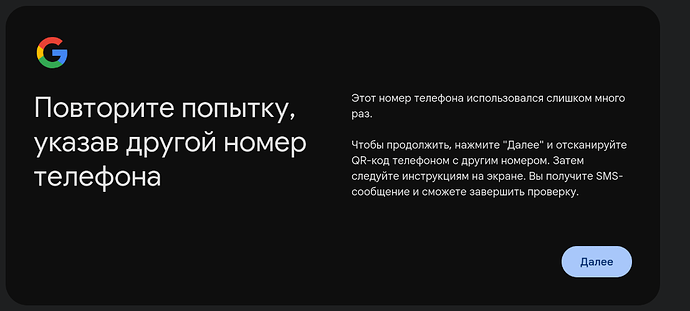 Повторите попытку,
указав другой номер
телефона
Этот номер телефона использовался слишком много
раз.
Чтобы продолжить, нажмите "Далее" и отсканируйте
QR-код телефоном с другим номером. Затем
следуйте инструкциям на экране. Вы получите SMS-
сообщение и сможете завершить проверку.
Далее